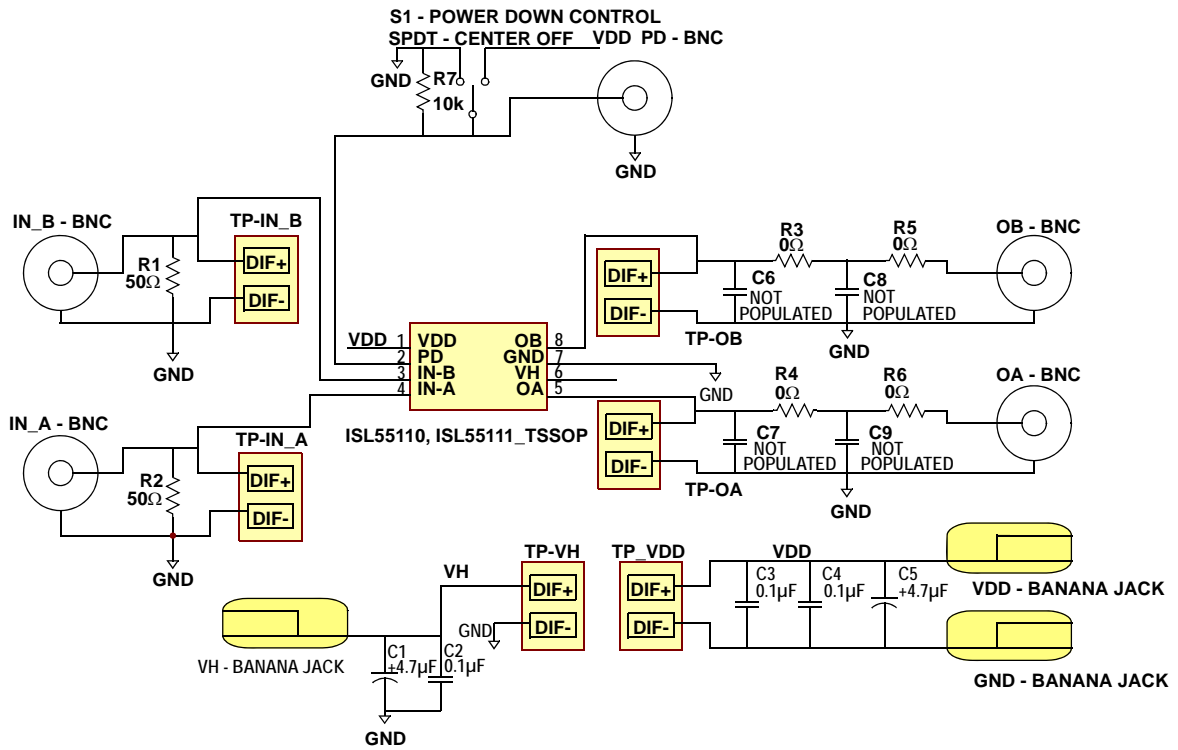 S1 - POWER DOWN CONTROL
SPDT - CENTER OFF
VDD PD - BNC
GND
R7
10k
GND
IN_B - BNC
TP-IN_B
R1
50Ω
DIF+
DIF-
GND
R3
0Ω
R5
0Ω
OB - BNC
DIF+
DIF-
C6
NOT
POPULATED
C8
NOT
POPULATED
TP-OB
GND
VDD
1
2
3
4
VDD
PD
IN-B
IN-A
OB
GND
VH
OA
8
7
6
5
GND
ISL55110, ISL55111_TSSOP
IN_A - BNC
TP-IN_A
R2
50Ω
DIF+
DIF-
GND
R4
0Ω
R6
0Ω
OA - BNC
DIF+
DIF-
C7
NOT
POPULATED
C9
NOT
POPULATED
TP-OA
GND
TP-VH
VH
DIF+
DIF-
GND
VH - BANANA JACK
C1
+4.7µF
C2
0.1µF
GND
TP_VDD
VDD
DIF+
DIF-
C3
0.1µF
C4
0.1µF
C5
+4.7µF
VDD - BANANA JACK
GND - BANANA JACK